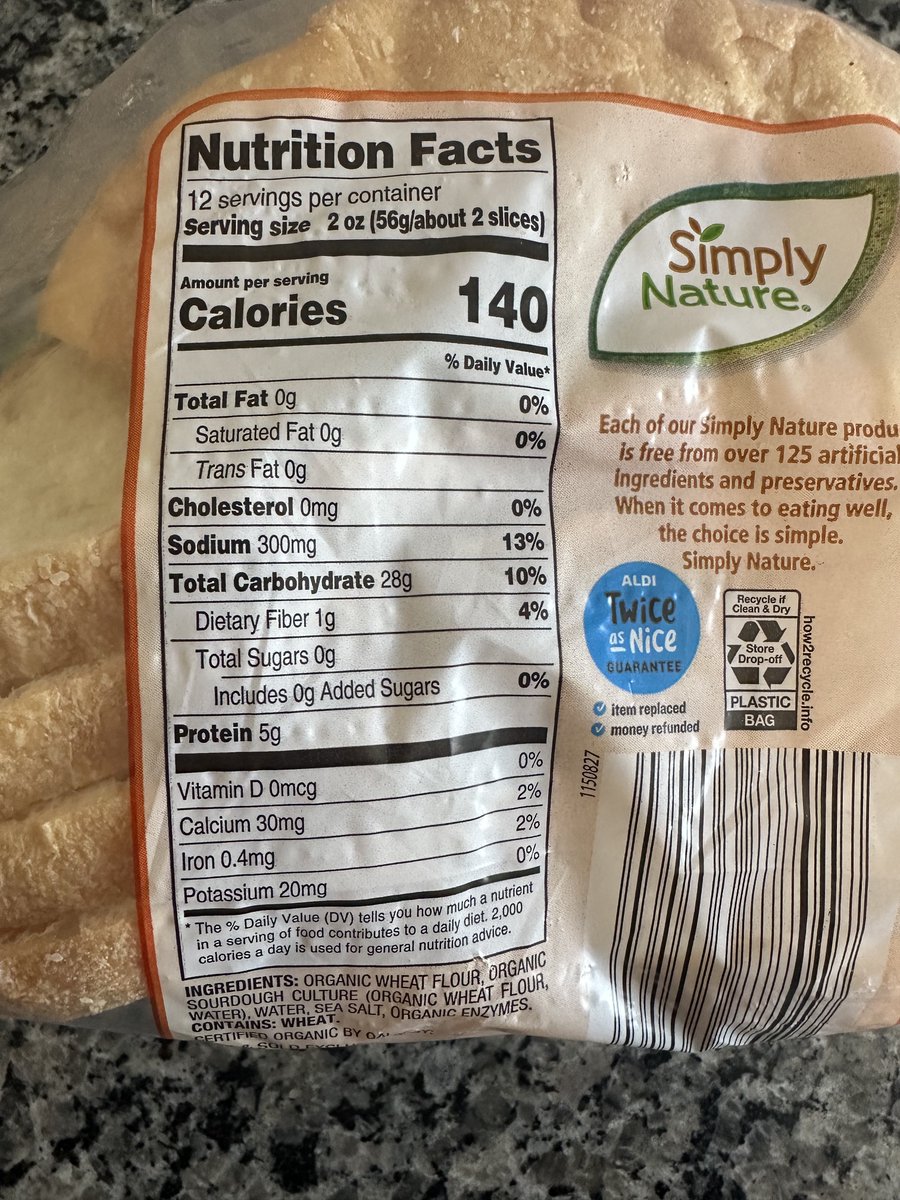 Nutrition Facts
12 servings per container
Serving size 2 oz (56g/about 2 slices)
Amount per serving
Calories 140
% Daily Value*
Total Fat 0g 0%
Saturated Fat 0g 0%
Trans Fat 0g
Cholesterol 0mg 0%
Sodium 300mg 13%
Total Carbohydrate 28g 10%
Dietary Fiber 1g 4%
Total Sugars 0g
Includes 0g Added Sugars 0%
Protein 5g
Vitamin D 0mcg 0%
Calcium 30mg 2%
Iron 0.4mg 2%
Potassium 20mg 0%
* The % Daily Value (DV) tells you how much a nutrient
in a serving of food contributes to a daily diet. 2,000
calories a day is used for general nutrition advice.
INGREDIENTS: ORGANIC WHEAT FLOUR, ORGANIC
SOURDOUGH CULTURE (ORGANIC WHEAT FLOUR,
WATER), WATER, SEA SALT, ORGANIC ENZYMES.
CONTAINS: WHEAT.
CERTIFIED ORGANIC BY
Simply
Nature®
Each of our Simply Nature produ
is free from over 125 artificial
ingredients and preservatives.
When it comes to eating well,
the choice is simple.
Simply Nature.
ALDI
Twice
as Nice
GUARANTEE
item replaced
money refunded
Recycle if
Clean & Dry
Store
Drop-off
PLASTIC
BAG
how2recycle.info
1150827